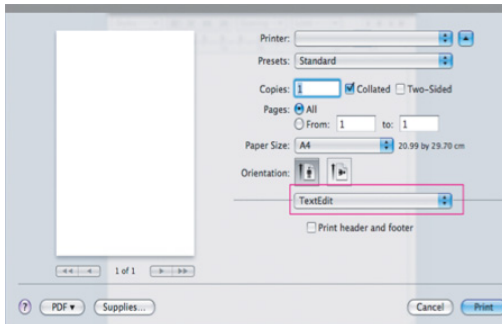 Printer:
Presets: Standard
Copies: 1 Collated Two-Sided
Pages: All
From: 1 to: 1
Paper Size: A4 20.99 by 29.70 cm
Orientation:
TextEdit
Print header and footer
1 of 1
? PDF Supplies... Cancel Print